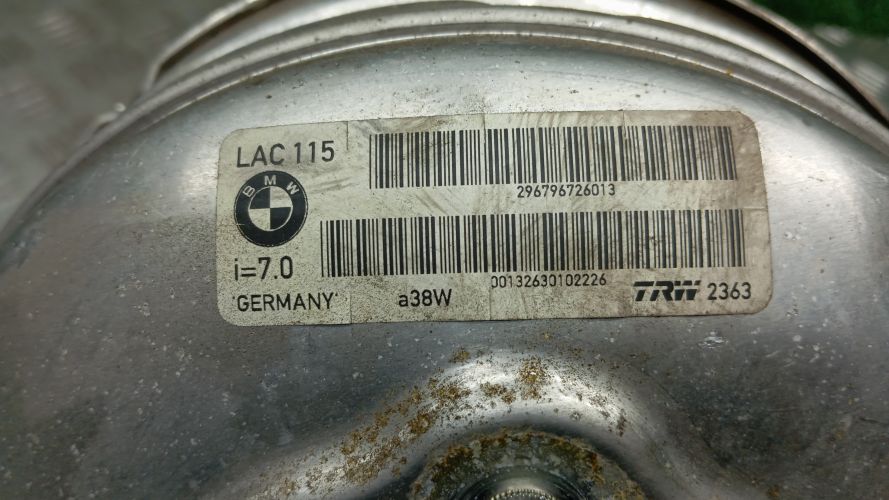 LAC 115
296796726013
BMW
i=7.0
00132630102226
GERMANY
a38W
TRW 2363